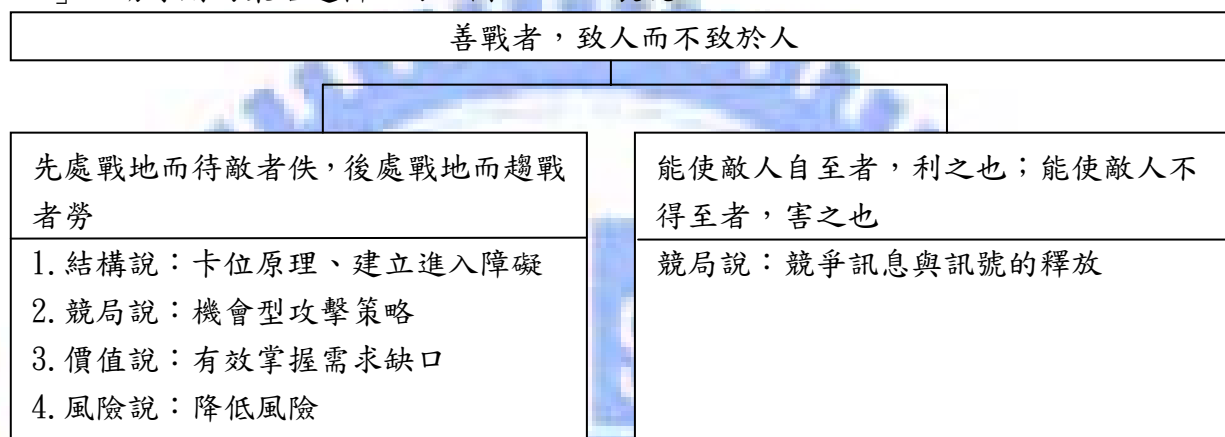 善戰者，致人而不致於人
先處戰地而待敵者佚，後處戰地而趨戰
者勞
1.結構說：卡位原理、建立進入障礙
2.競局說：機會型攻擊策略
3.價值說：有效掌握需求缺口
4.風險說：降低風險
能使敵人自至者，利之也；能使敵人不
得至者，害之也
競局說：競爭訊息與訊號的釋放